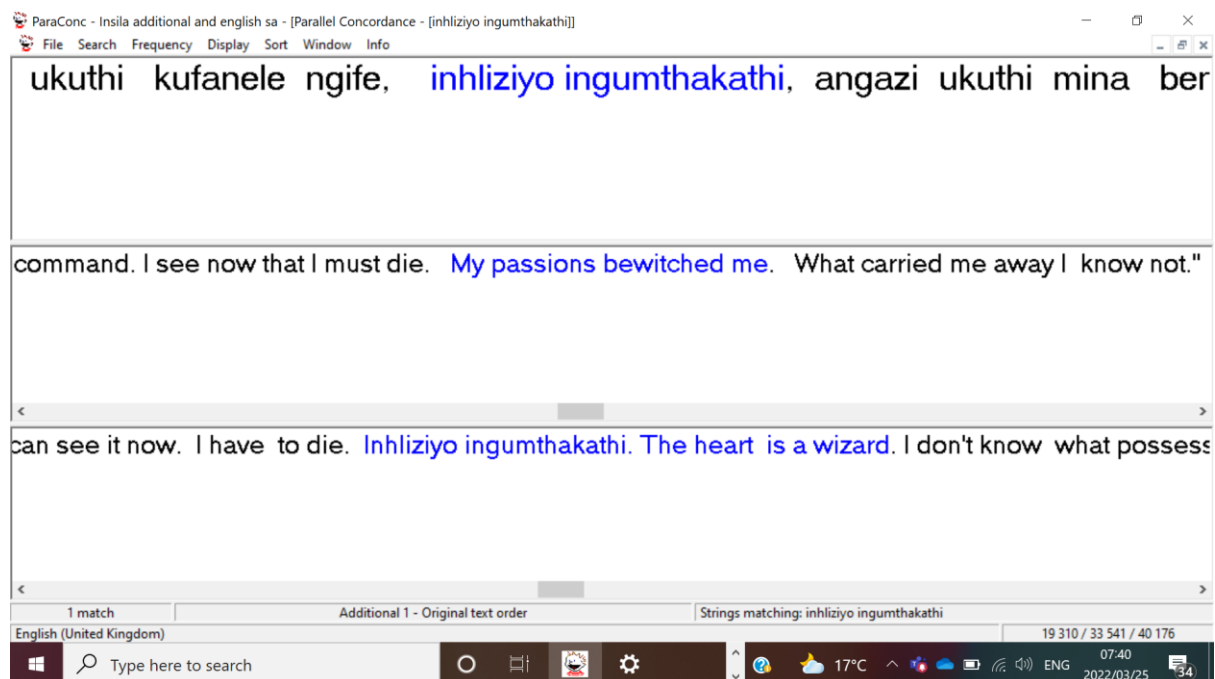 ParaConc - Insila additional and english sa - [Parallel Concordance - [inhliziyo ingumthakathi]]
File Search Frequency Display Sort Window Info
ukuthi kufanele ngife, inhliziyo ingumthakathi, angazi ukuthi mina ber
command. I see now that I must die. My passions bewitched me. What carried me away I know not."
can see it now. I have to die. Inhliziyo ingumthakathi. The heart is a wizard. I don't know what possess
1 match Additional 1 - Original text order Strings matching: inhliziyo ingumthakathi
English (United Kingdom) 19 310 / 33 541 / 40 176
Type here to search 17°C ENG 07:40
2022/03/25 34